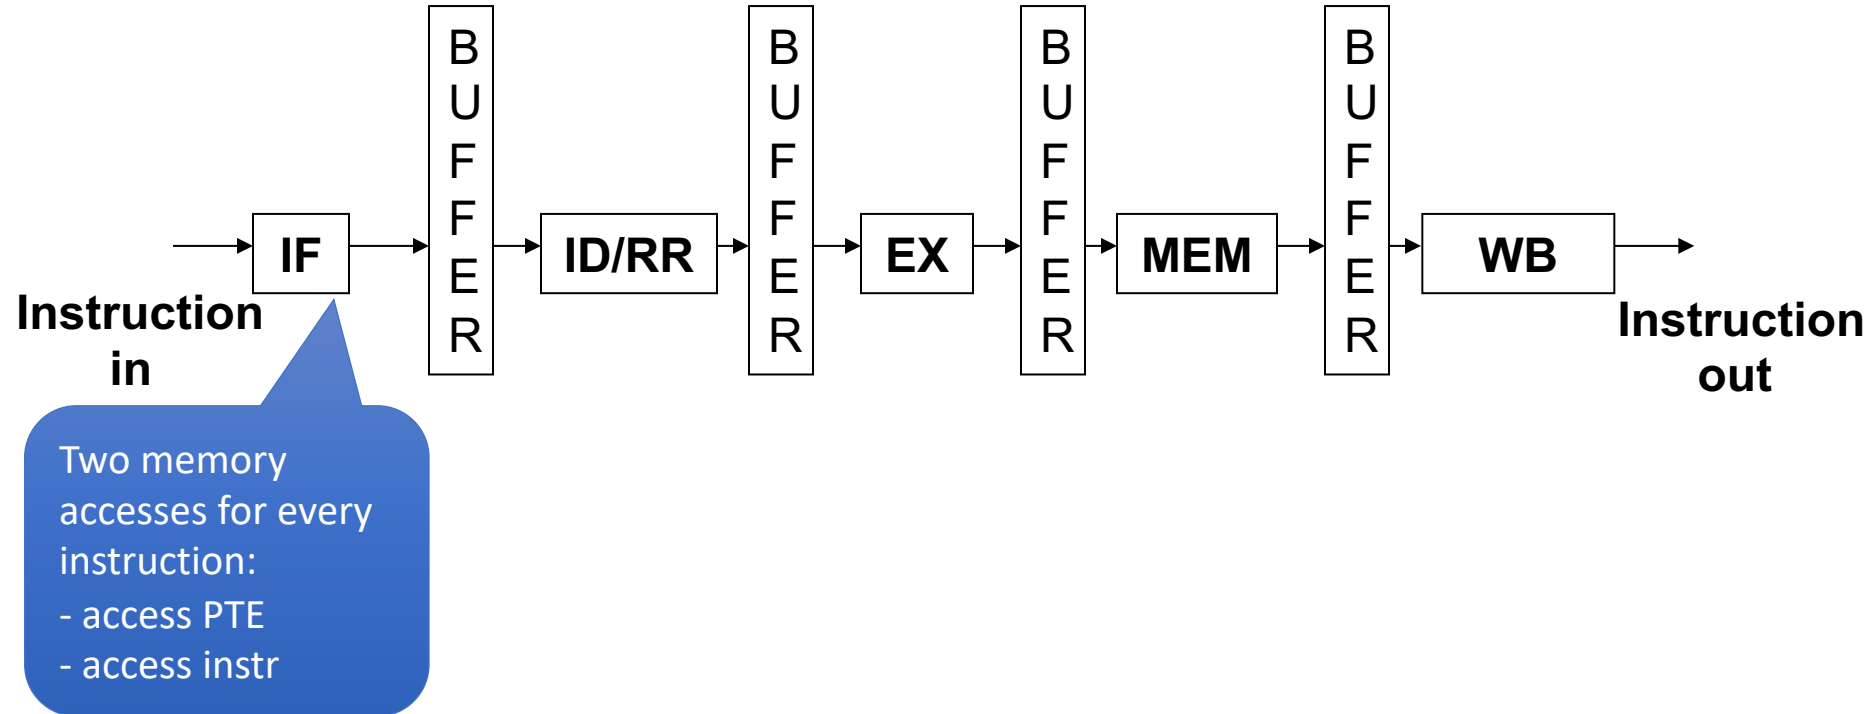 Instruction
in
IF
BUFFER
ID/RR
BUFFER
EX
BUFFER
MEM
BUFFER
WB
Instruction
out
Two memory
accesses for every
instruction:
- access PTE
- access instr